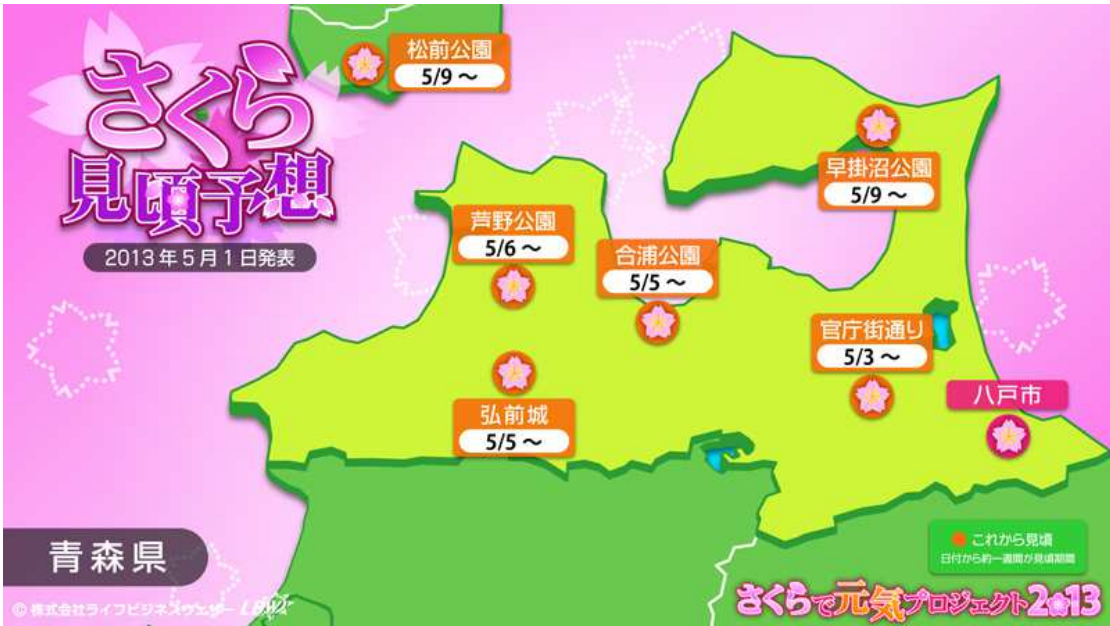 さくら
見頃予想
2013年5月1日発表
松前公園
5/9～
早掛沼公園
5/9～
芦野公園
5/6～
合浦公園
5/5～
官庁街通り
5/3～
弘前城
5/5～
八戸市
これから見頃
日付から約一週間が見頃期間
青森県
© 株式会社ライフビジネスウェザー LBW
さくらで元気プロジェクト2013